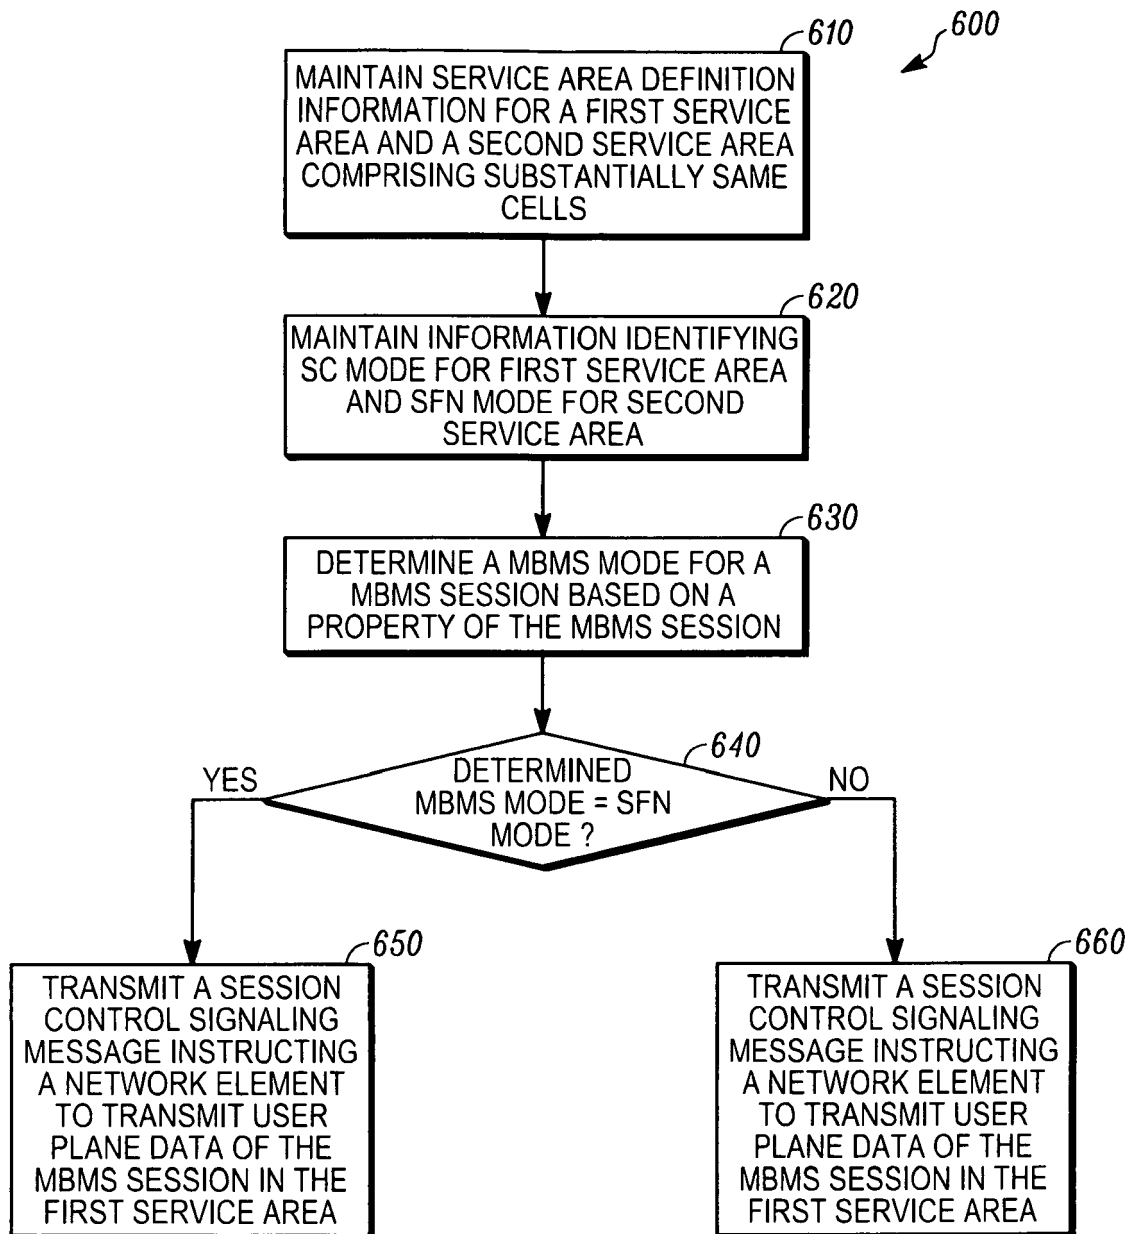 600
610
MAINTAIN SERVICE AREA DEFINITION
INFORMATION FOR A FIRST SERVICE
AREA AND A SECOND SERVICE AREA
COMPRISING SUBSTANTIALLY SAME
CELLS
620
MAINTAIN INFORMATION IDENTIFYING
SC MODE FOR FIRST SERVICE AREA
AND SFN MODE FOR SECOND
SERVICE AREA
630
DETERMINE A MBMS MODE FOR A
MBMS SESSION BASED ON A
PROPERTY OF THE MBMS SESSION
640
DETERMINED
MBMS MODE = SFN
MODE ?
YES
NO
650
TRANSMIT A SESSION
CONTROL SIGNALING
MESSAGE INSTRUCTING
A NETWORK ELEMENT
TO TRANSMIT USER
PLANE DATA OF THE
MBMS SESSION IN THE
FIRST SERVICE AREA
660
TRANSMIT A SESSION
CONTROL SIGNALING
MESSAGE INSTRUCTING
A NETWORK ELEMENT
TO TRANSMIT USER
PLANE DATA OF THE
MBMS SESSION IN THE
FIRST SERVICE AREA